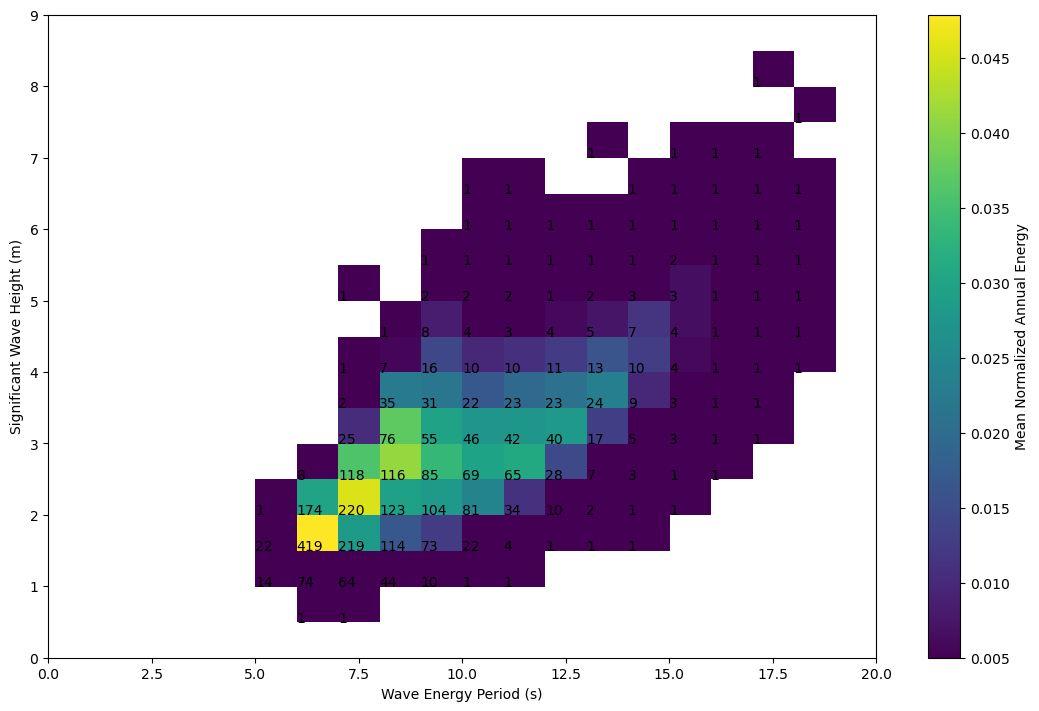 9
8
7
6
5
4
3
2
1
0
Significant Wave Height (m)
1
1
1 1 1 1
1 1 1 1 1 1 1
1 1 1 1 1 1 1 1 1
1 1 1 1 1 1 2 1 1 1
1 2 2 2 1 2 3 3 1 1 1
1 8 4 3 4 5 7 4 1 1 1
1 7 16 10 10 11 13 10 4 1 1 1
2 35 31 22 23 23 24 9 3 1 1
25 76 55 46 42 40 17 5 3 1 1
8 118 116 85 69 65 28 7 3 1 1
1 174 220 123 104 81 34 10 2 1 1
22 419 219 114 73 22 4 1 1 1
14 74 64 44 10 1 1
1 1
0.0 2.5 5.0 7.5 10.0 12.5 15.0 17.5 20.0
Wave Energy Period (s)
0.045
0.040
0.035
0.030
0.025
0.020
0.015
0.010
0.005
Mean Normalized Annual Energy